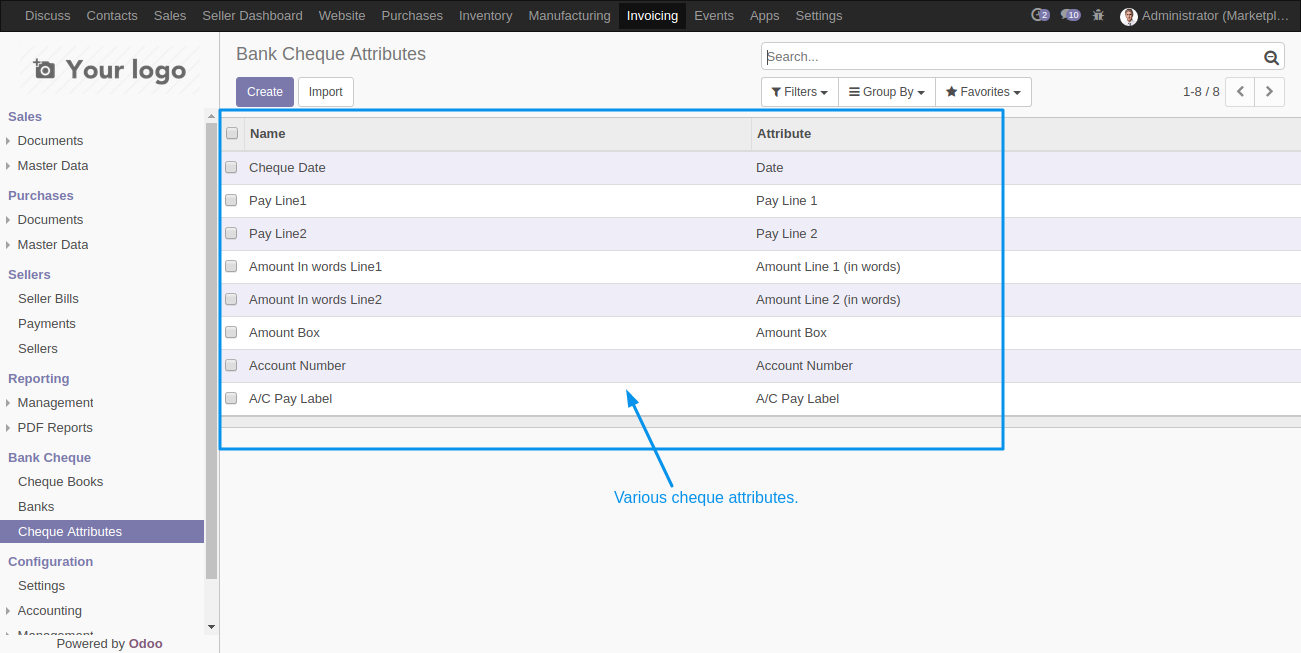 Discuss Contacts Sales Seller Dashboard Website Purchases Inventory Manufacturing Invoicing Events Apps Settings 2 10 Administrator (Marketpl...
Your logo
Bank Cheque Attributes
Search...
Create Import
Filters Group By Favorites 1-8 / 8
Sales
Documents
Master Data
Purchases
Documents
Master Data
Sellers
Seller Bills
Payments
Sellers
Reporting
Management
PDF Reports
Bank Cheque
Cheque Books
Banks
Cheque Attributes
Configuration
Settings
Accounting
Management
Powered by Odoo
Name Attribute
Cheque Date Date
Pay Line1 Pay Line 1
Pay Line2 Pay Line 2
Amount In words Line1 Amount Line 1 (in words)
Amount In words Line2 Amount Line 2 (in words)
Amount Box Amount Box
Account Number Account Number
A/C Pay Label A/C Pay Label
Various cheque attributes.